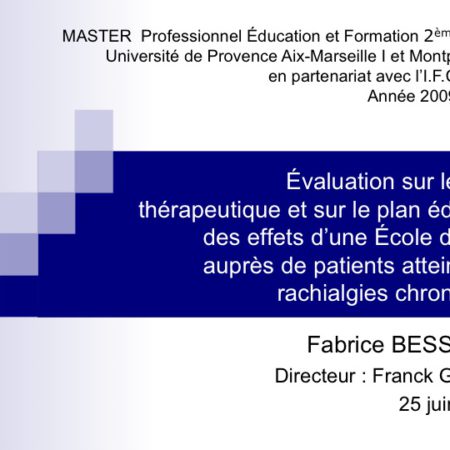 MASTER  Professionnel Éducation et Formation 2èm
Université de Provence Aix-Marseille I et Montp
en partenariat avec l'I.F.C
Année 2009
Évaluation sur le
thérapeutique et sur le plan éd
des effets d'une École d
auprès de patients attei
rachialgies chron
Fabrice BESS
Directeur : Franck G
25 juin